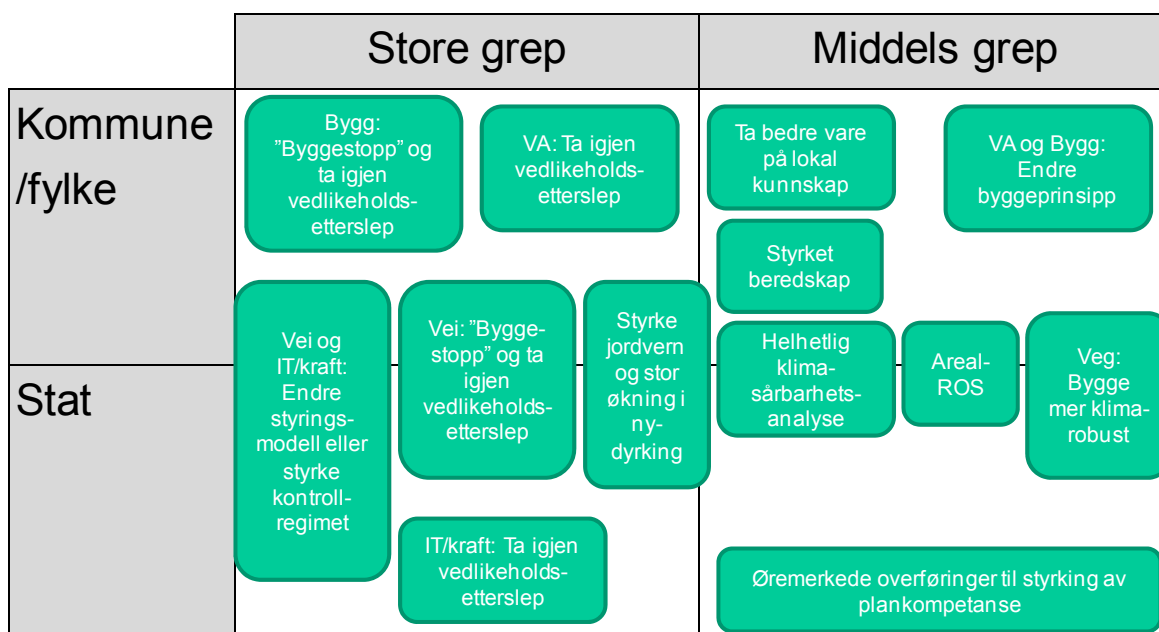 Store grep
Middels grep
Kommune
/fylke
Bygg:
"Byggestopp" og
ta igjen
vedlikeholds-
etterslep
VA: Ta igjen
vedlikeholds-
etterslep
Ta bedre vare
på lokal
kunnskap
VA og Bygg:
Endre
byggeprinsipp
Styrket
beredskap
Stat
Vei og
IT/kraft:
Endre
styrings-
modell eller
styrke
kontroll-
regimet
Vei: "Bygge-
stopp" og ta
igjen
vedlikeholds-
etterslep
Styrke
jordvern
og stor
økning i
ny-
dyrking
Helhetlig
klima-
sårbarhets-
analyse
Areal-
ROS
Veg:
Bygge
mer klima-
robust
IT/kraft: Ta igjen
vedlikeholds-
etterslep
Øremerkede overføringer til styrking av
plankompetanse